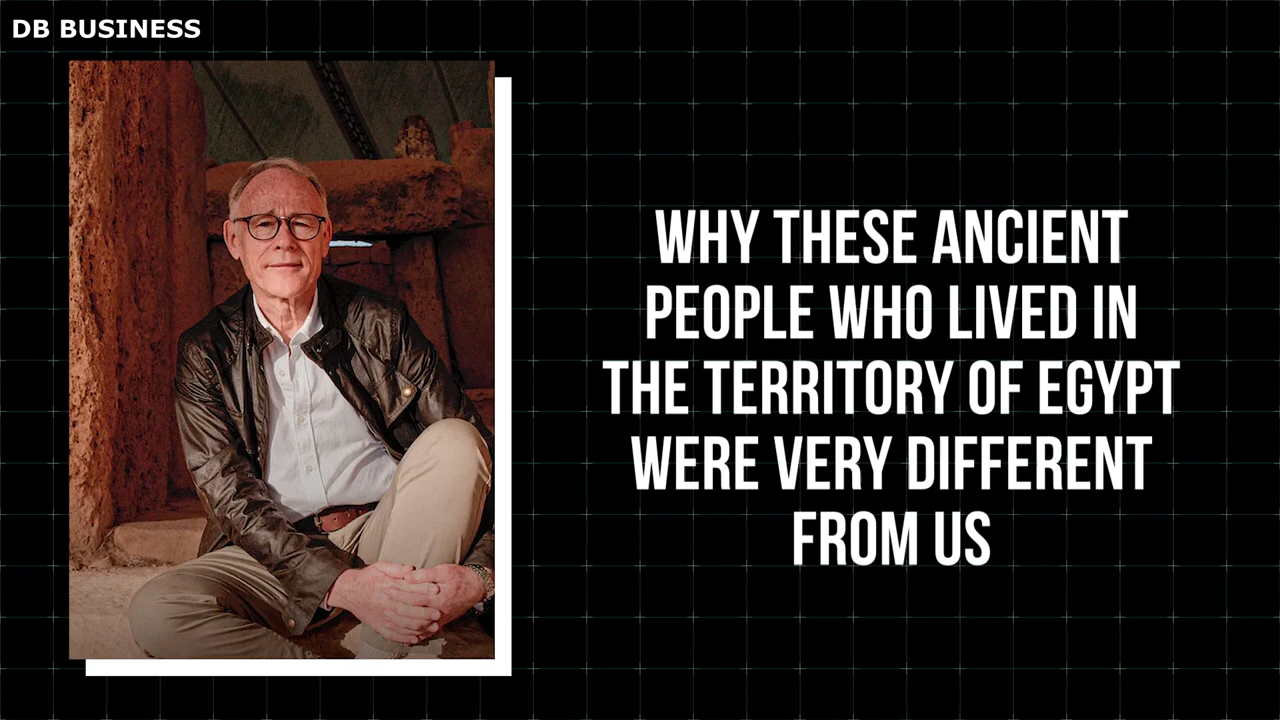 DB BUSINESS
WHY THESE ANCIENT
PEOPLE WHO LIVED IN
THE TERRITORY OF EGYPT
WERE VERY DIFFERENT
FROM US